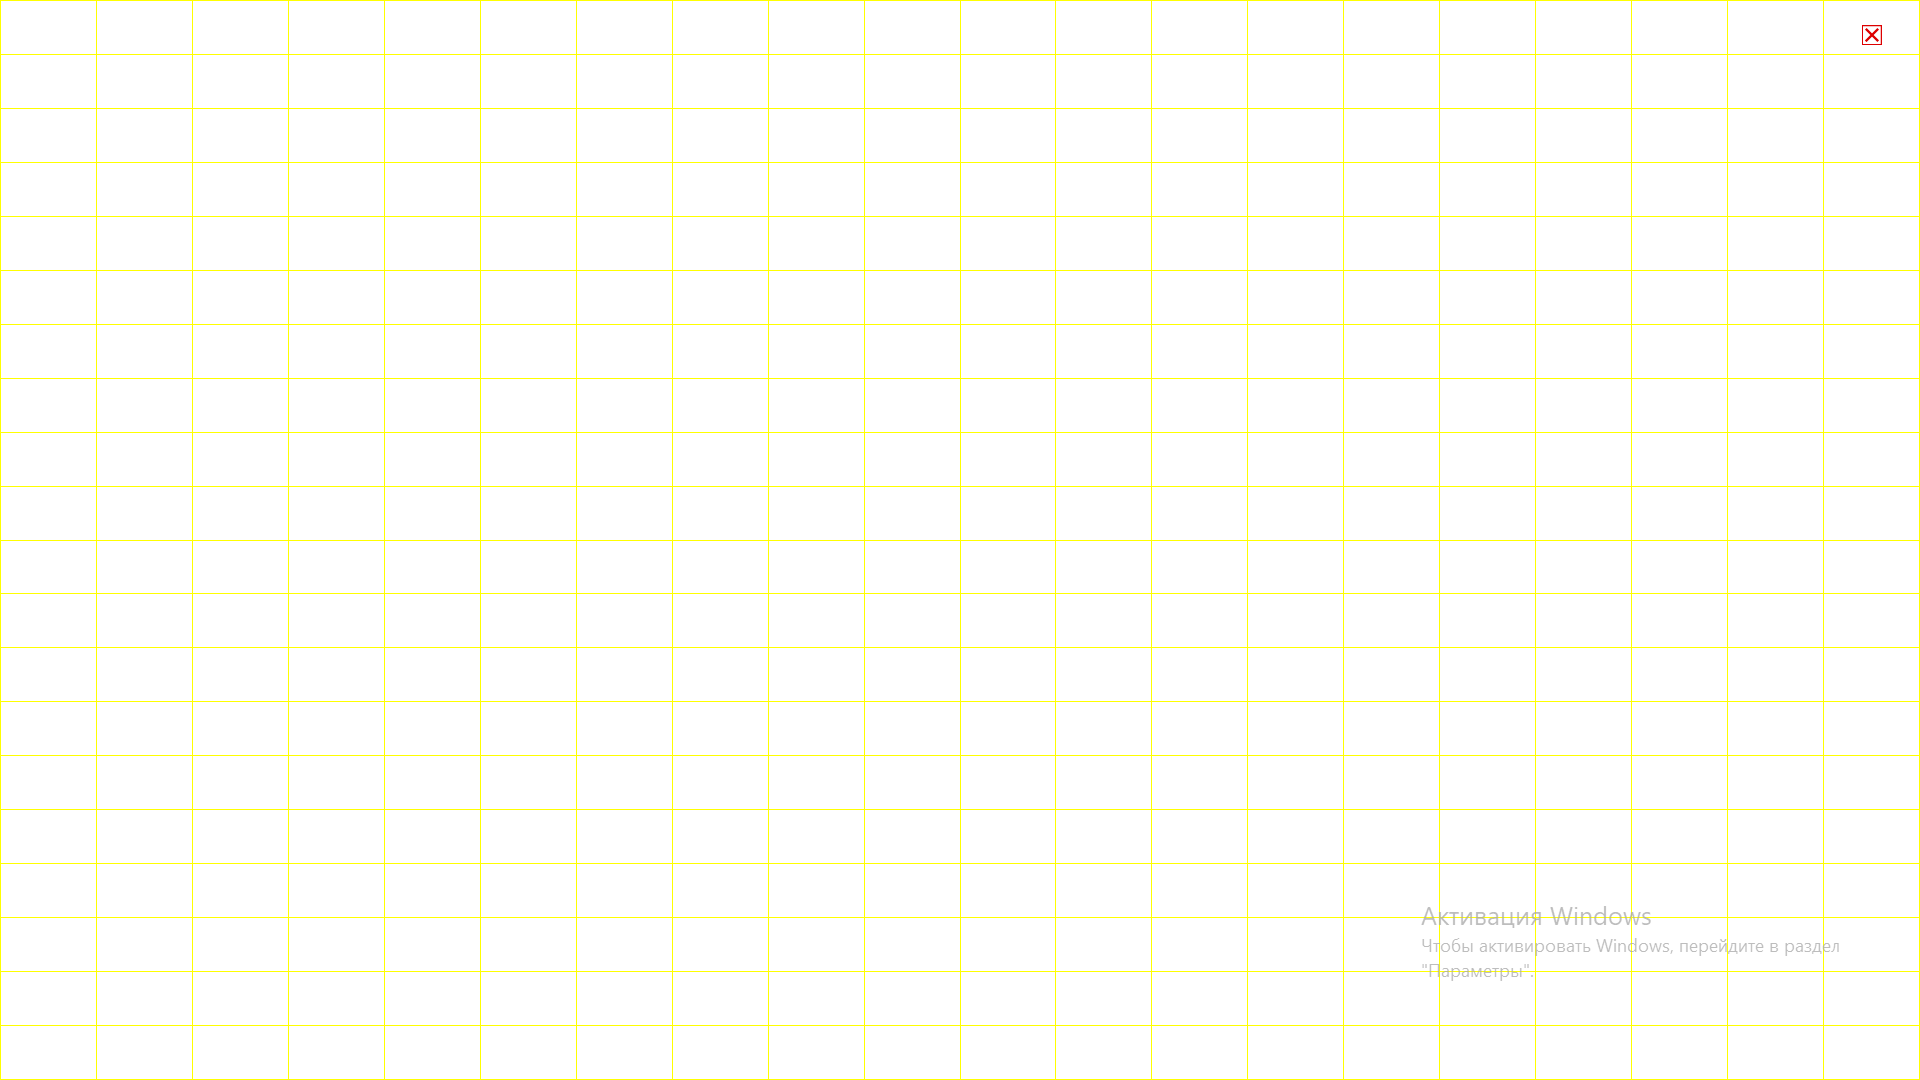 Активация Windows
Чтобы активировать Windows, перейдите в раздел
"Параметры".